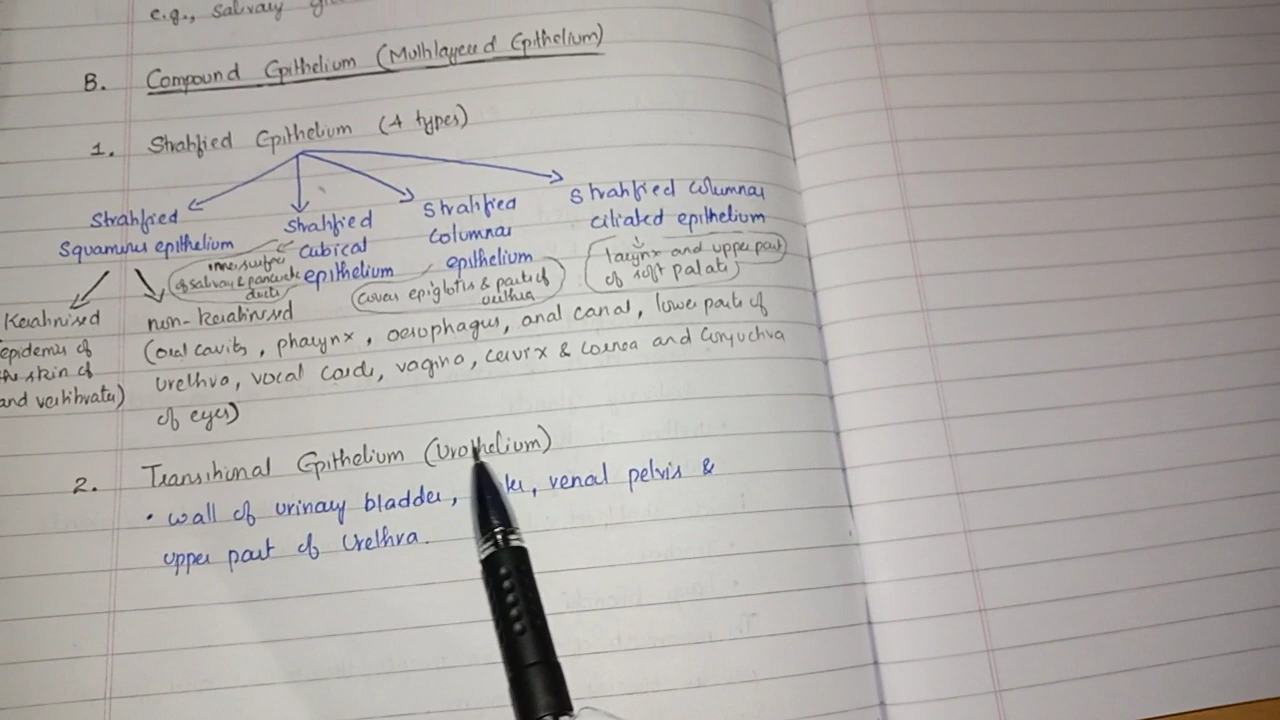 e.g., salivary
B. Compound Epithelium (Multilayered Epithelium)
1. Stratified Epithelium (4 types)
Stratified
Squamous epithelium
Stratified
cubical
epithelium
Stratified
columnar
epithelium
Stratified columnar
ciliated epithelium
inner surface
of salivary & pancreatic
ducts
covers epiglottis & parts of
urethra
larynx and upper part
of soft palate
Keratinised
epidermis of
the skin of
and vertibrates)
non-keratinised
(oral cavity, pharynx, oesophagus, anal canal, lower parts of
urethra, vocal cords, vagina, cervix & cornea and conjuctiva
of eyes)
2. Transitional Epithelium (Urothelium)
• wall of urinary bladder, renal pelvis &
upper part of Urethra.